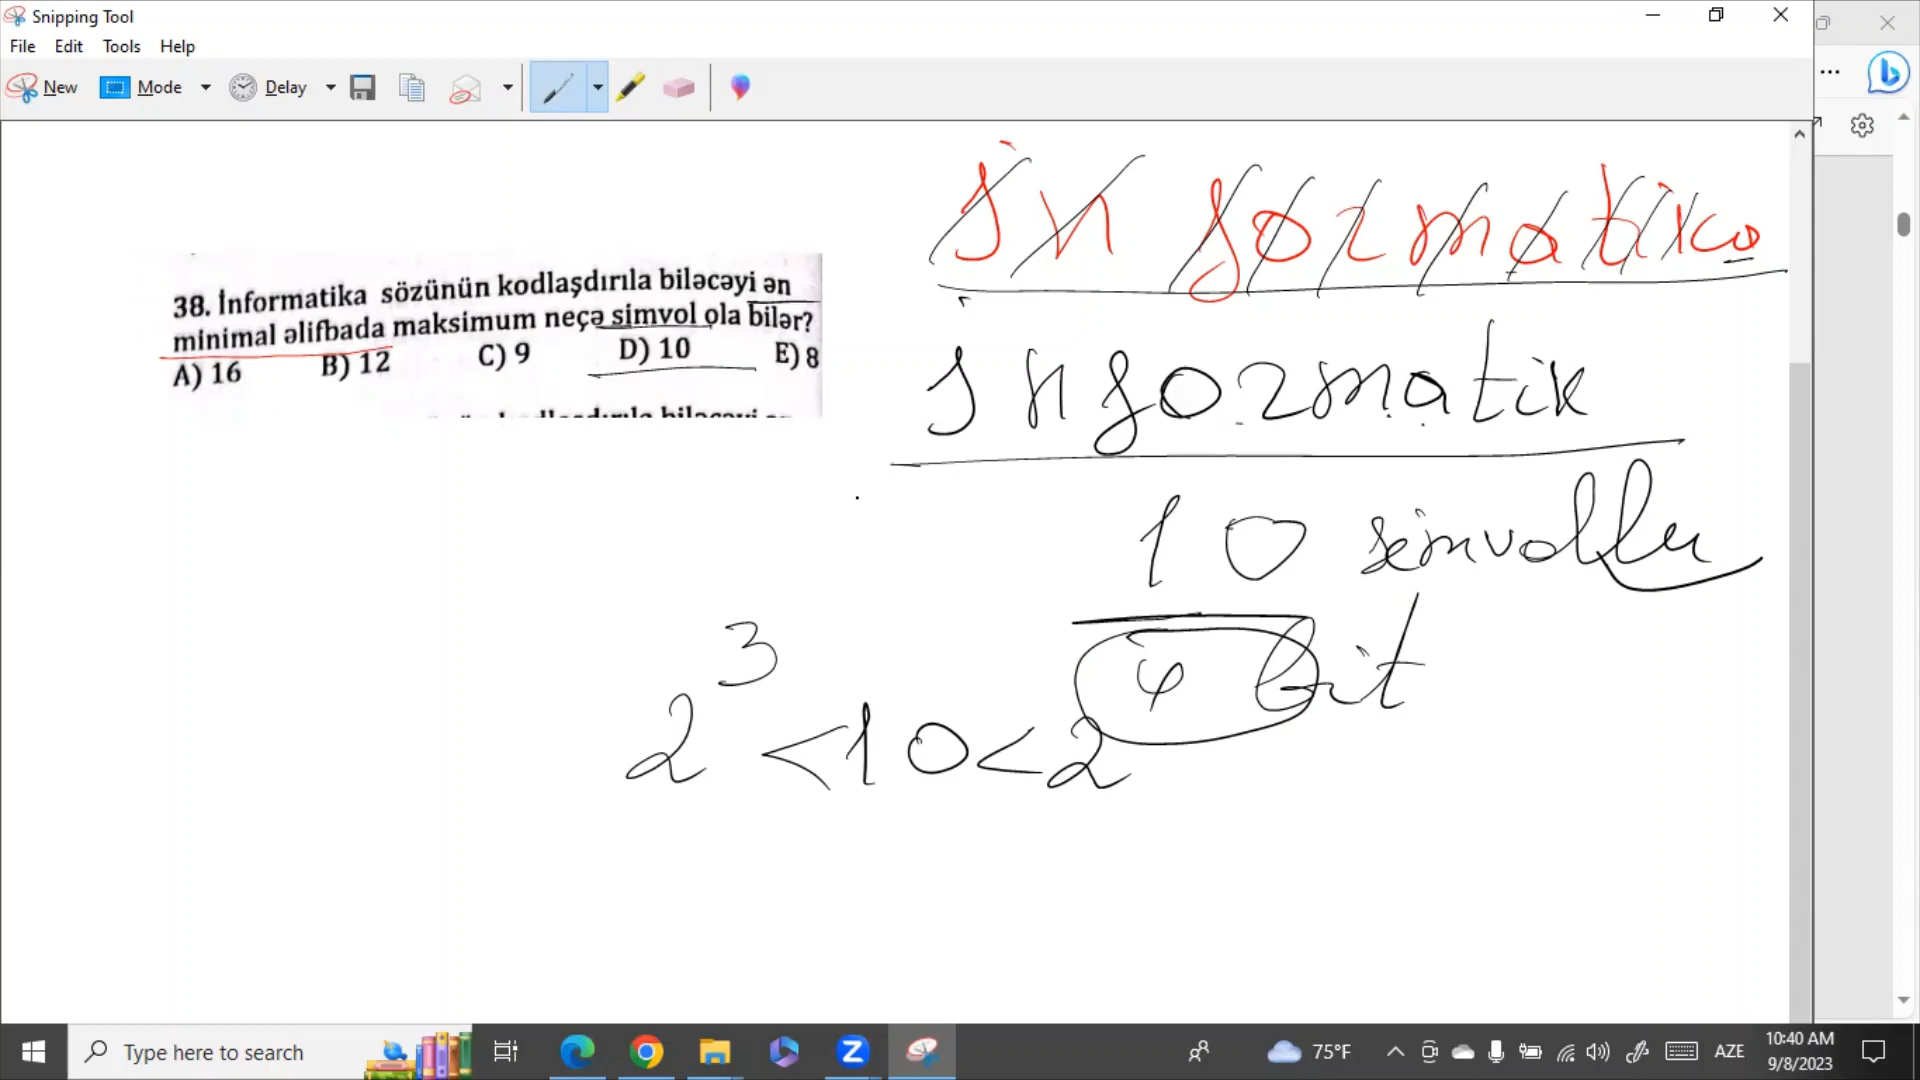 Snipping Tool
File Edit Tools Help
New Mode Delay
38. İnformatika sözünün kodlaşdırıla biləcəyi ən
minimal əlifbada maksimum neçə simvol ola bilər?
A) 16 B) 12 C) 9 D) 10 E) 8
İnformatika
İnformatik
10 simvollu
4 bit
2³ < 10 < 2
Type here to search
75°F
AZE
10:40 AM
9/8/2023